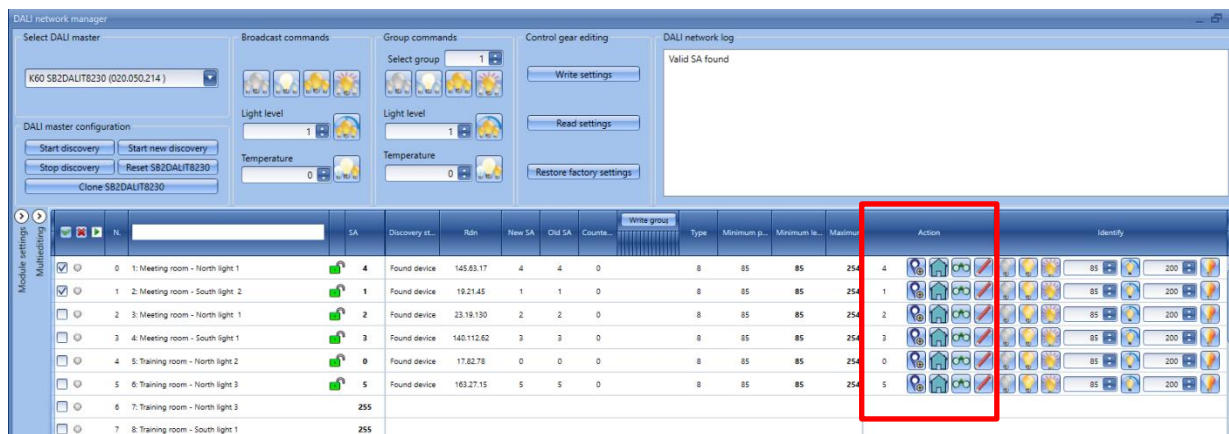 DALI network manager
Select DALI master
K60 SB2DALIT8230 (020.050.214 )
DALI master configuration
Start discovery Start new discovery
Stop discovery Reset SB2DALIT8230
Clone SB2DALIT8230
Broadcast commands
Light level
1
Temperature
0
Group commands
Select group 1
Light level
1
Temperature
0
Control gear editing
Write settings
Read settings
Restore factory settings
DALI network log
Valid SA found
Module settings
Multiediting
N. SA Discovery st... Rdn New SA Old SA Counte... Write group Type Minimum p... Minimum le... Maximum Action Identify
0 1: Meeting room - North light 1 4 Found device 145.63.17 4 4 0 8 85 85 254 4 85 200
1 2: Meeting room - South light 2 1 Found device 19.21.45 1 1 0 8 85 85 254 1 85 200
2 3: Meeting room - North light 1 2 Found device 23.19.130 2 2 0 8 85 85 254 2 85 200
3 4: Meeting room - South light 1 3 Found device 140.112.62 3 3 0 8 85 85 254 3 85 200
4 5: Training room - North light 2 0 Found device 17.82.78 0 0 0 8 85 85 254 0 85 200
5 6: Training room - North light 3 5 Found device 163.27.15 5 5 0 8 85 85 254 5 85 200
6 7: Training room - North light 3 255
7 8: Training room - South light 1 255